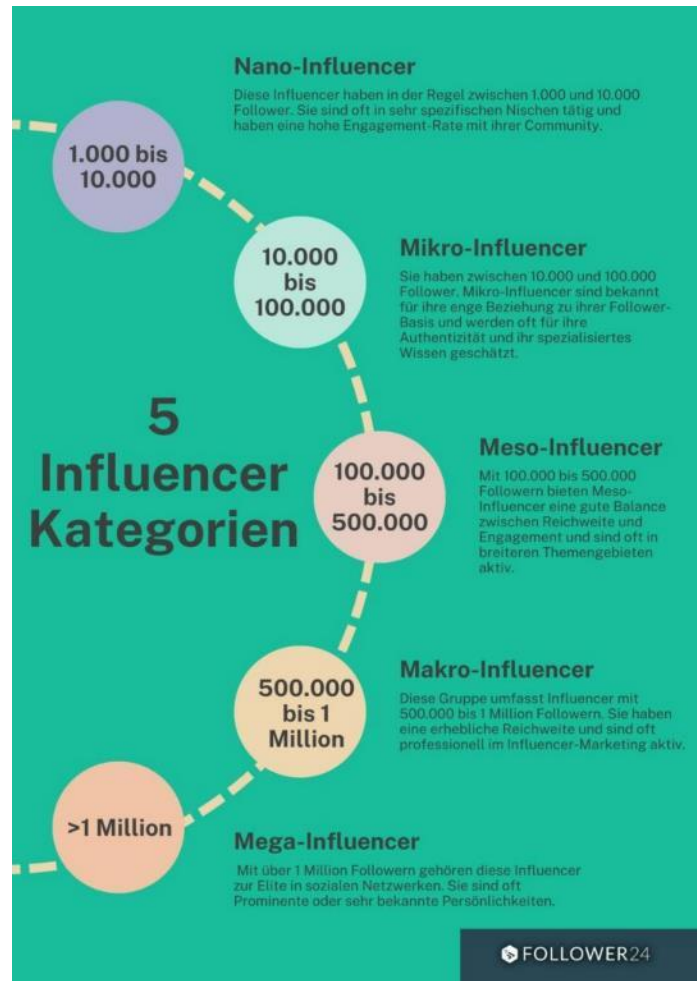 Nano-Influencer
Diese Influencer haben in der Regel zwischen 1.000 und 10.000
Follower. Sie sind oft in sehr spezifischen Nischen tätig und
haben eine hohe Engagement-Rate mit ihrer Community.
1.000 bis
10.000
10.000
bis
100.000
Mikro-Influencer
Sie haben zwischen 10.000 und 100.000
Follower. Mikro-Influencer sind bekannt
für ihre enge Beziehung zu ihrer Follower-
Basis und werden oft für ihre
Authentizität und ihr spezialisiertes
Wissen geschätzt.
5
Influencer
Kategorien
100.000
bis
500.000
Meso-Influencer
Mit 100.000 bis 500.000
Followern bieten Meso-
Influencer eine gute Balance
zwischen Reichweite und
Engagement und sind oft in
breiteren Themengebieten
aktiv.
500.000
bis 1
Million
Makro-Influencer
Diese Gruppe umfasst Influencer mit
500.000 bis 1 Million Followern. Sie haben
eine erhebliche Reichweite und sind oft
professionell im Influencer-Marketing aktiv.
>1 Million
Mega-Influencer
Mit über 1 Million Followern gehören diese Influencer
zur Elite in sozialen Netzwerken. Sie sind oft
Prominente oder sehr bekannte Persönlichkeiten.
FOLLOWER24